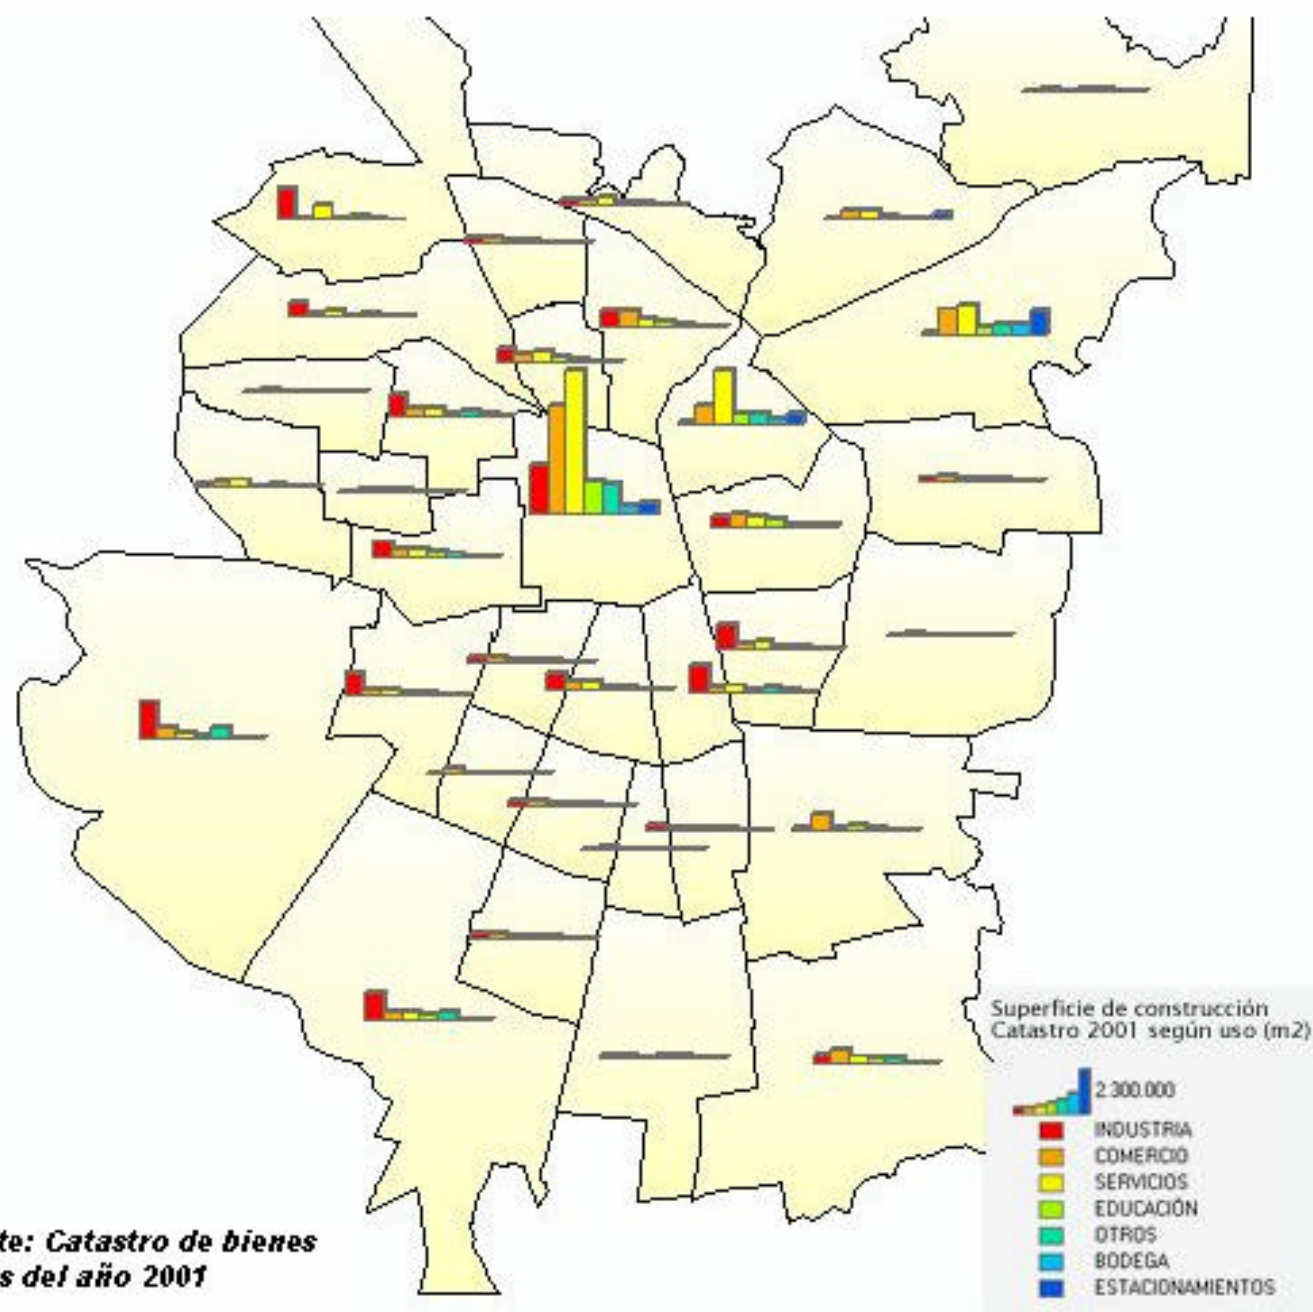 Superficie de construcción
Catastro 2001 según uso (m2)
2.300.000
INDUSTRIA
COMERCIO
SERVICIOS
EDUCACIÓN
OTROS
BODEGA
ESTACIONAMIENTOS
te: Catastro de bienes
s del año 2001